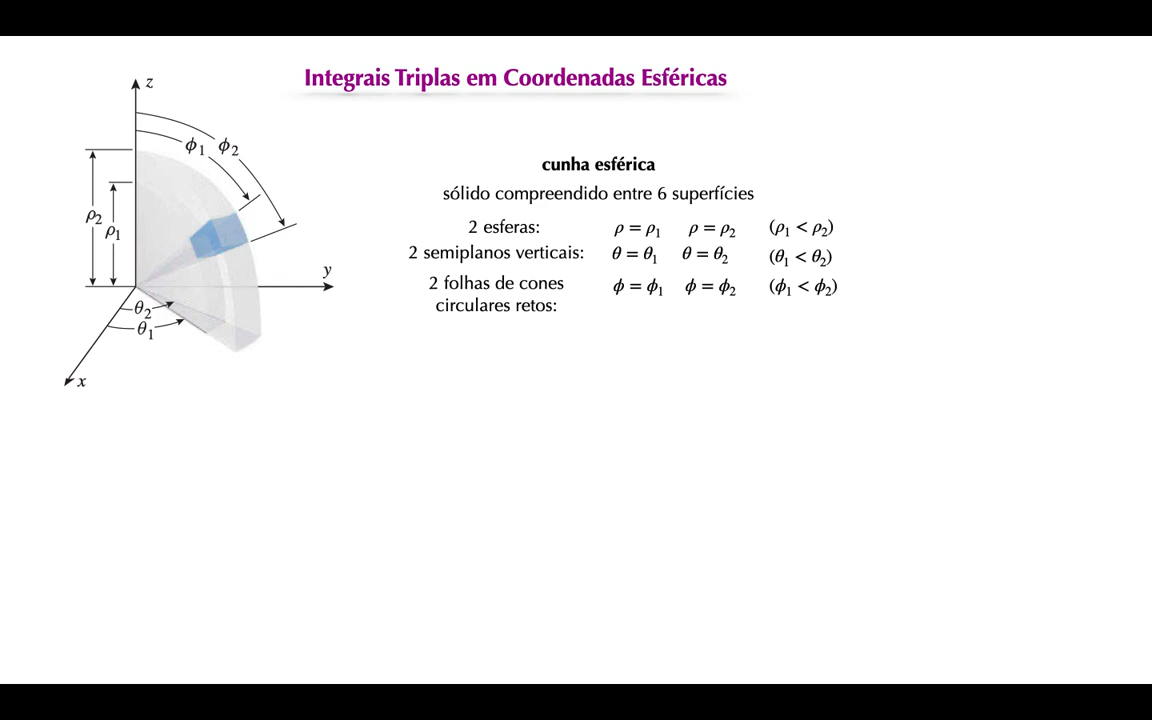 Integrais Triplas em Coordenadas Esféricas
z
ϕ₁ ϕ₂
ρ₂
ρ₁
y
θ₂
θ₁
x
cunha esférica
sólido compreendido entre 6 superfícies
2 esferas: ρ = ρ₁ ρ = ρ₂ (ρ₁ < ρ₂)
2 semiplanos verticais: θ = θ₁ θ = θ₂ (θ₁ < θ₂)
2 folhas de cones ϕ = ϕ₁ ϕ = ϕ₂ (ϕ₁ < ϕ₂)
circulares retos: